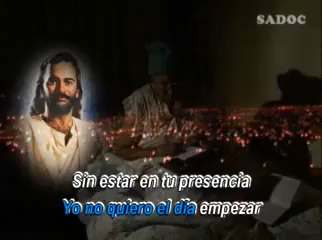 SADOC
Sin estar en tu presencia
Yo no quiero el día empezar